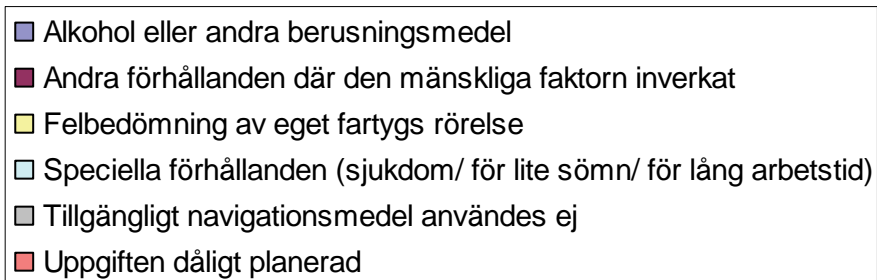 Alkohol eller andra berusningsmedel
Andra förhållanden där den mänskliga faktorn inverkat
Felbedömning av eget fartygs rörelse
Speciella förhållanden (sjukdom/ för lite sömn/ för lång arbetstid)
Tillgängligt navigationsmedel användes ej
Uppgiften dåligt planerad